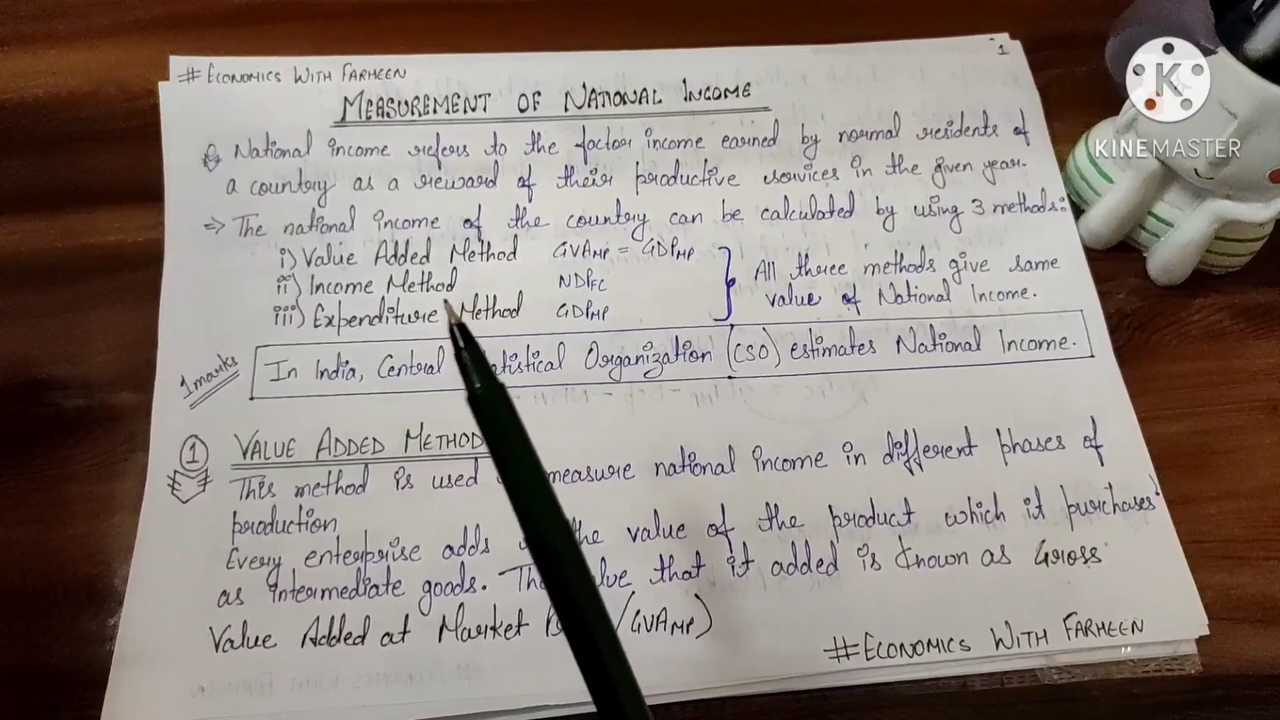 1
# ECONOMICS WITH FARHEEN
MEASUREMENT OF NATIONAL INCOME
National income refers to the factor income earned by normal residents of
a country as a reward of their productive services in the given year.
⇒ The national income of the country can be calculated by using 3 methods:
i) Value Added Method GVAMP = GDPMP
ii) Income Method NDPFC
iii) Expenditure Method GDPMP
All three methods give same
value of National Income.
1 marks
In India, Central Organization (CSO) estimates National Income.
1 VALUE ADDED METHOD
This method is used measure national income in different phases of
production
Every enterprise adds the value of the product which it purchases
as intermediate goods. The that it added is known as Gross
Value Added at Market (GVAMP)
#ECONOMICS WITH FARHEEN
K
KINEMASTER